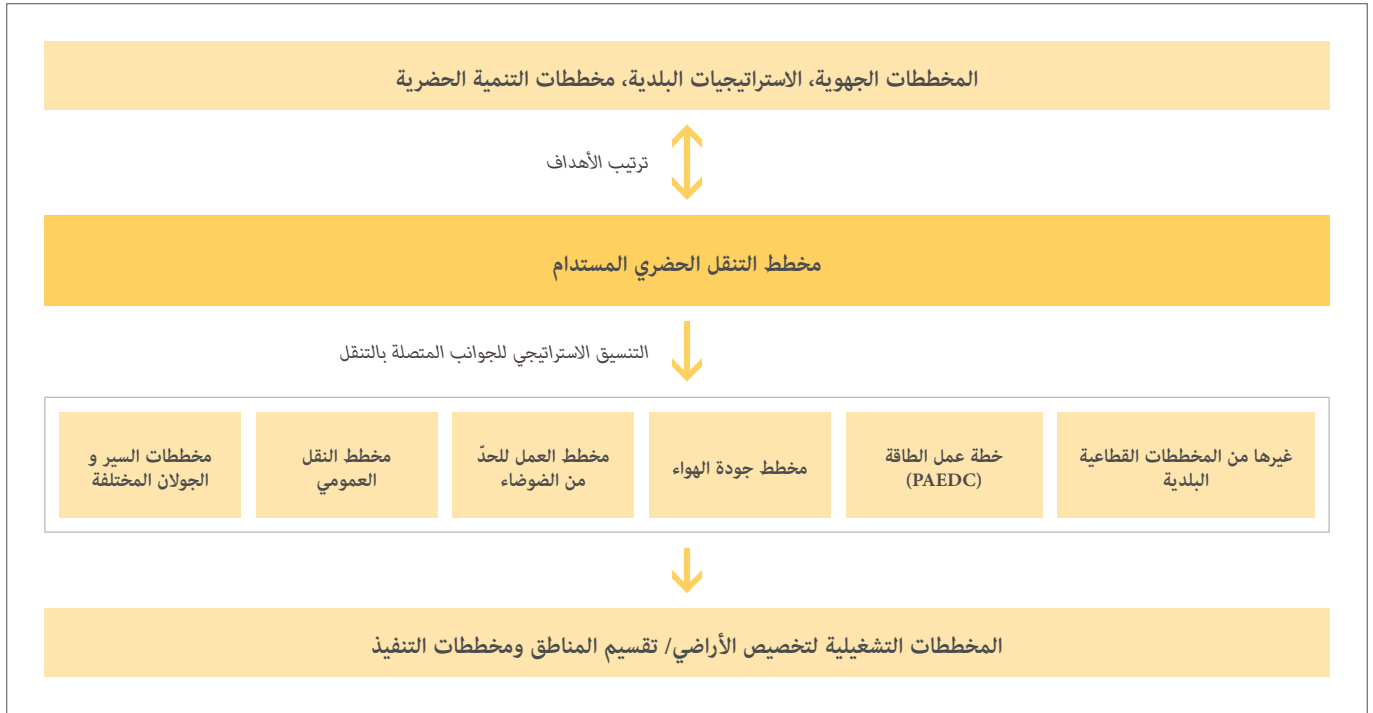 المخططات الجهوية، الاستراتيجيات البلدية، مخططات التنمية الحضرية
ترتيب الأهداف
مخطط التنقل الحضري المستدام
التنسيق الاستراتيجي للجوانب المتصلة بالتنقل
غيرها من المخططات القطاعية
البلدية
خطة عمل الطاقة
(PAEDC)
مخطط جودة الهواء
مخطط العمل للحدّ
من الضوضاء
مخطط النقل
العمومي
مخططات السير و
الجولان المختلفة
المخططات التشغيلية لتخصيص الأراضي/ تقسيم المناطق ومخططات التنفيذ